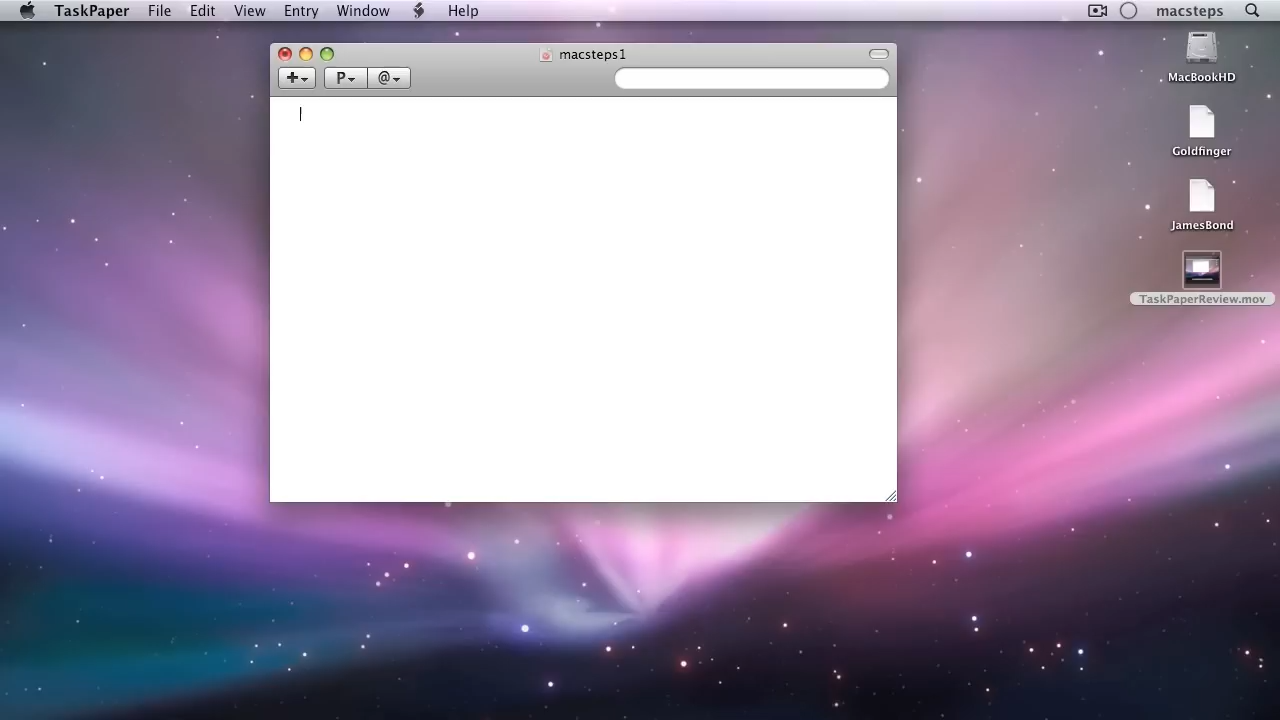 TaskPaper File Edit View Entry Window Help macsteps
macsteps1
P @
MacBookHD
Goldfinger
JamesBond
TaskPaperReview.mov